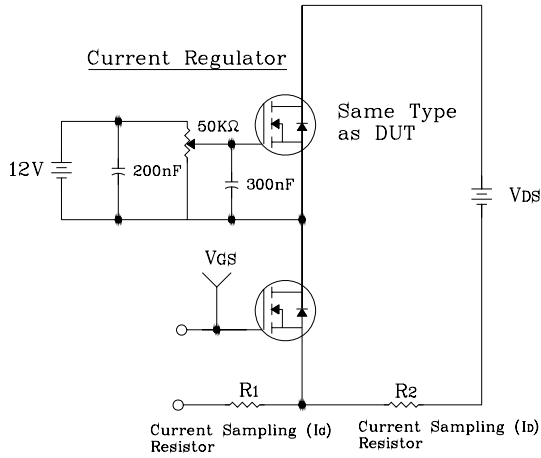 Current Regulator
Same Type
as DUT
50KΩ
12V
200nF
300nF
VDS
VGS
R1
R2
Current Sampling (IG)
Resistor
Current Sampling (ID)
Resistor